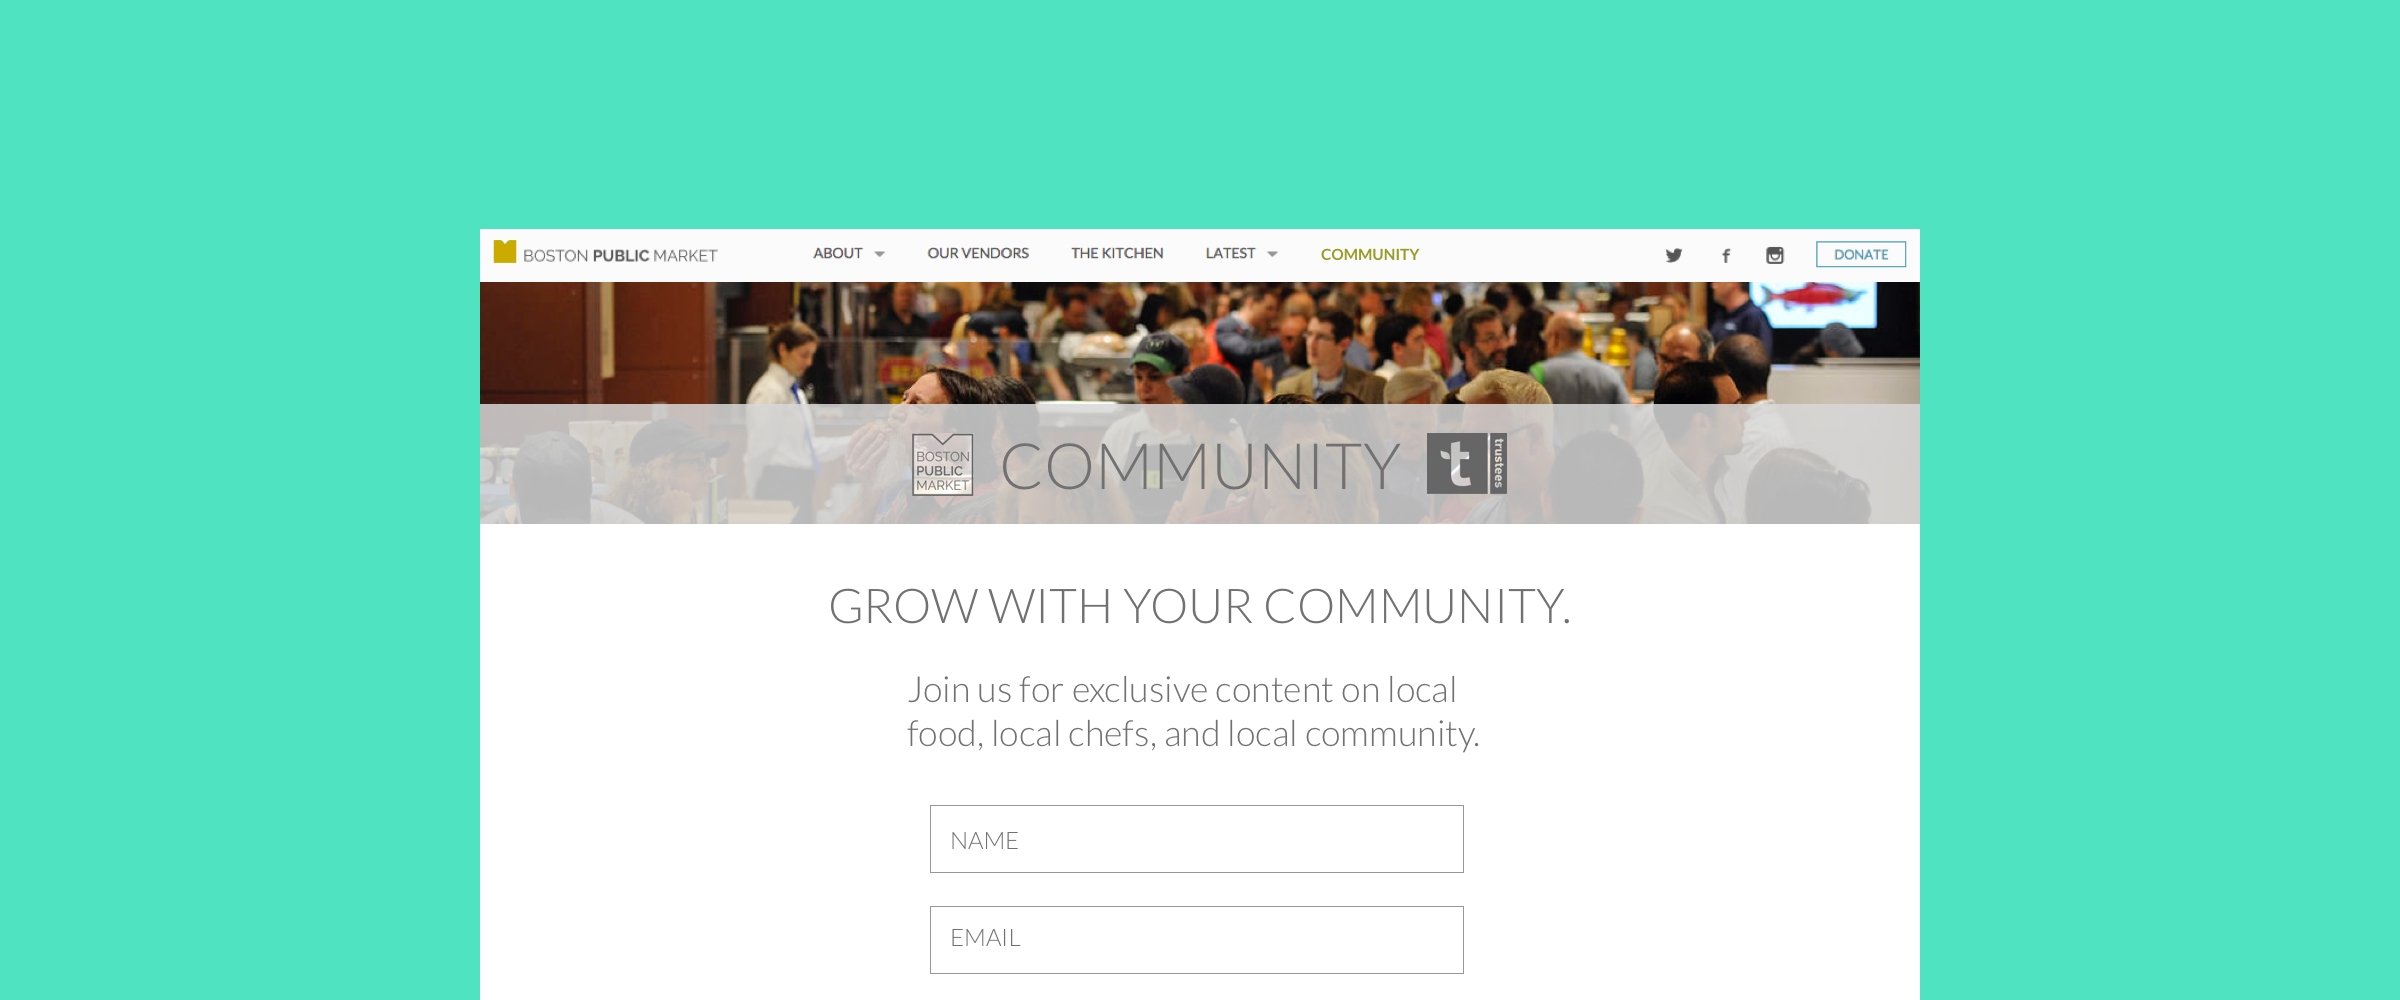 BOSTON PUBLIC MARKET
ABOUT
OUR VENDORS
THE KITCHEN
LATEST
COMMUNITY
DONATE
BOSTON
PUBLIC
MARKET
COMMUNITY
t
trustees
GROW WITH YOUR COMMUNITY.
Join us for exclusive content on local
food, local chefs, and local community.
NAME
EMAIL